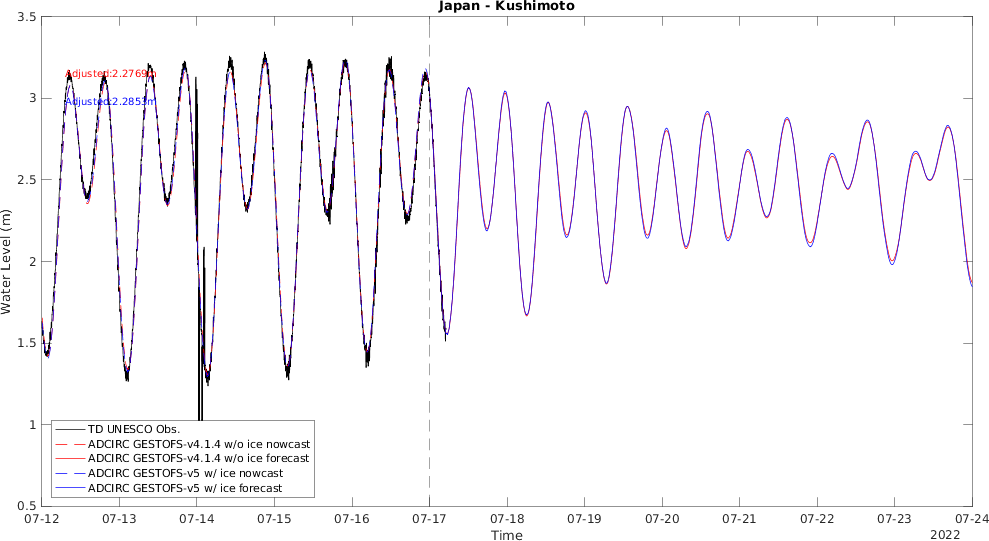 Japan - Kushimoto
3.5
3
2.5
2
1.5
1
0.5
Water Level (m)
Adjusted:2.2769m
Adjusted:2.2853m
TD UNESCO Obs.
ADCIRC GESTOFS-v4.1.4 w/o ice nowcast
ADCIRC GESTOFS-v4.1.4 w/o ice forecast
ADCIRC GESTOFS-v5 w/ ice nowcast
ADCIRC GESTOFS-v5 w/ ice forecast
07-12 07-13 07-14 07-15 07-16 07-17 07-18 07-19 07-20 07-21 07-22 07-23 07-24
Time
2022